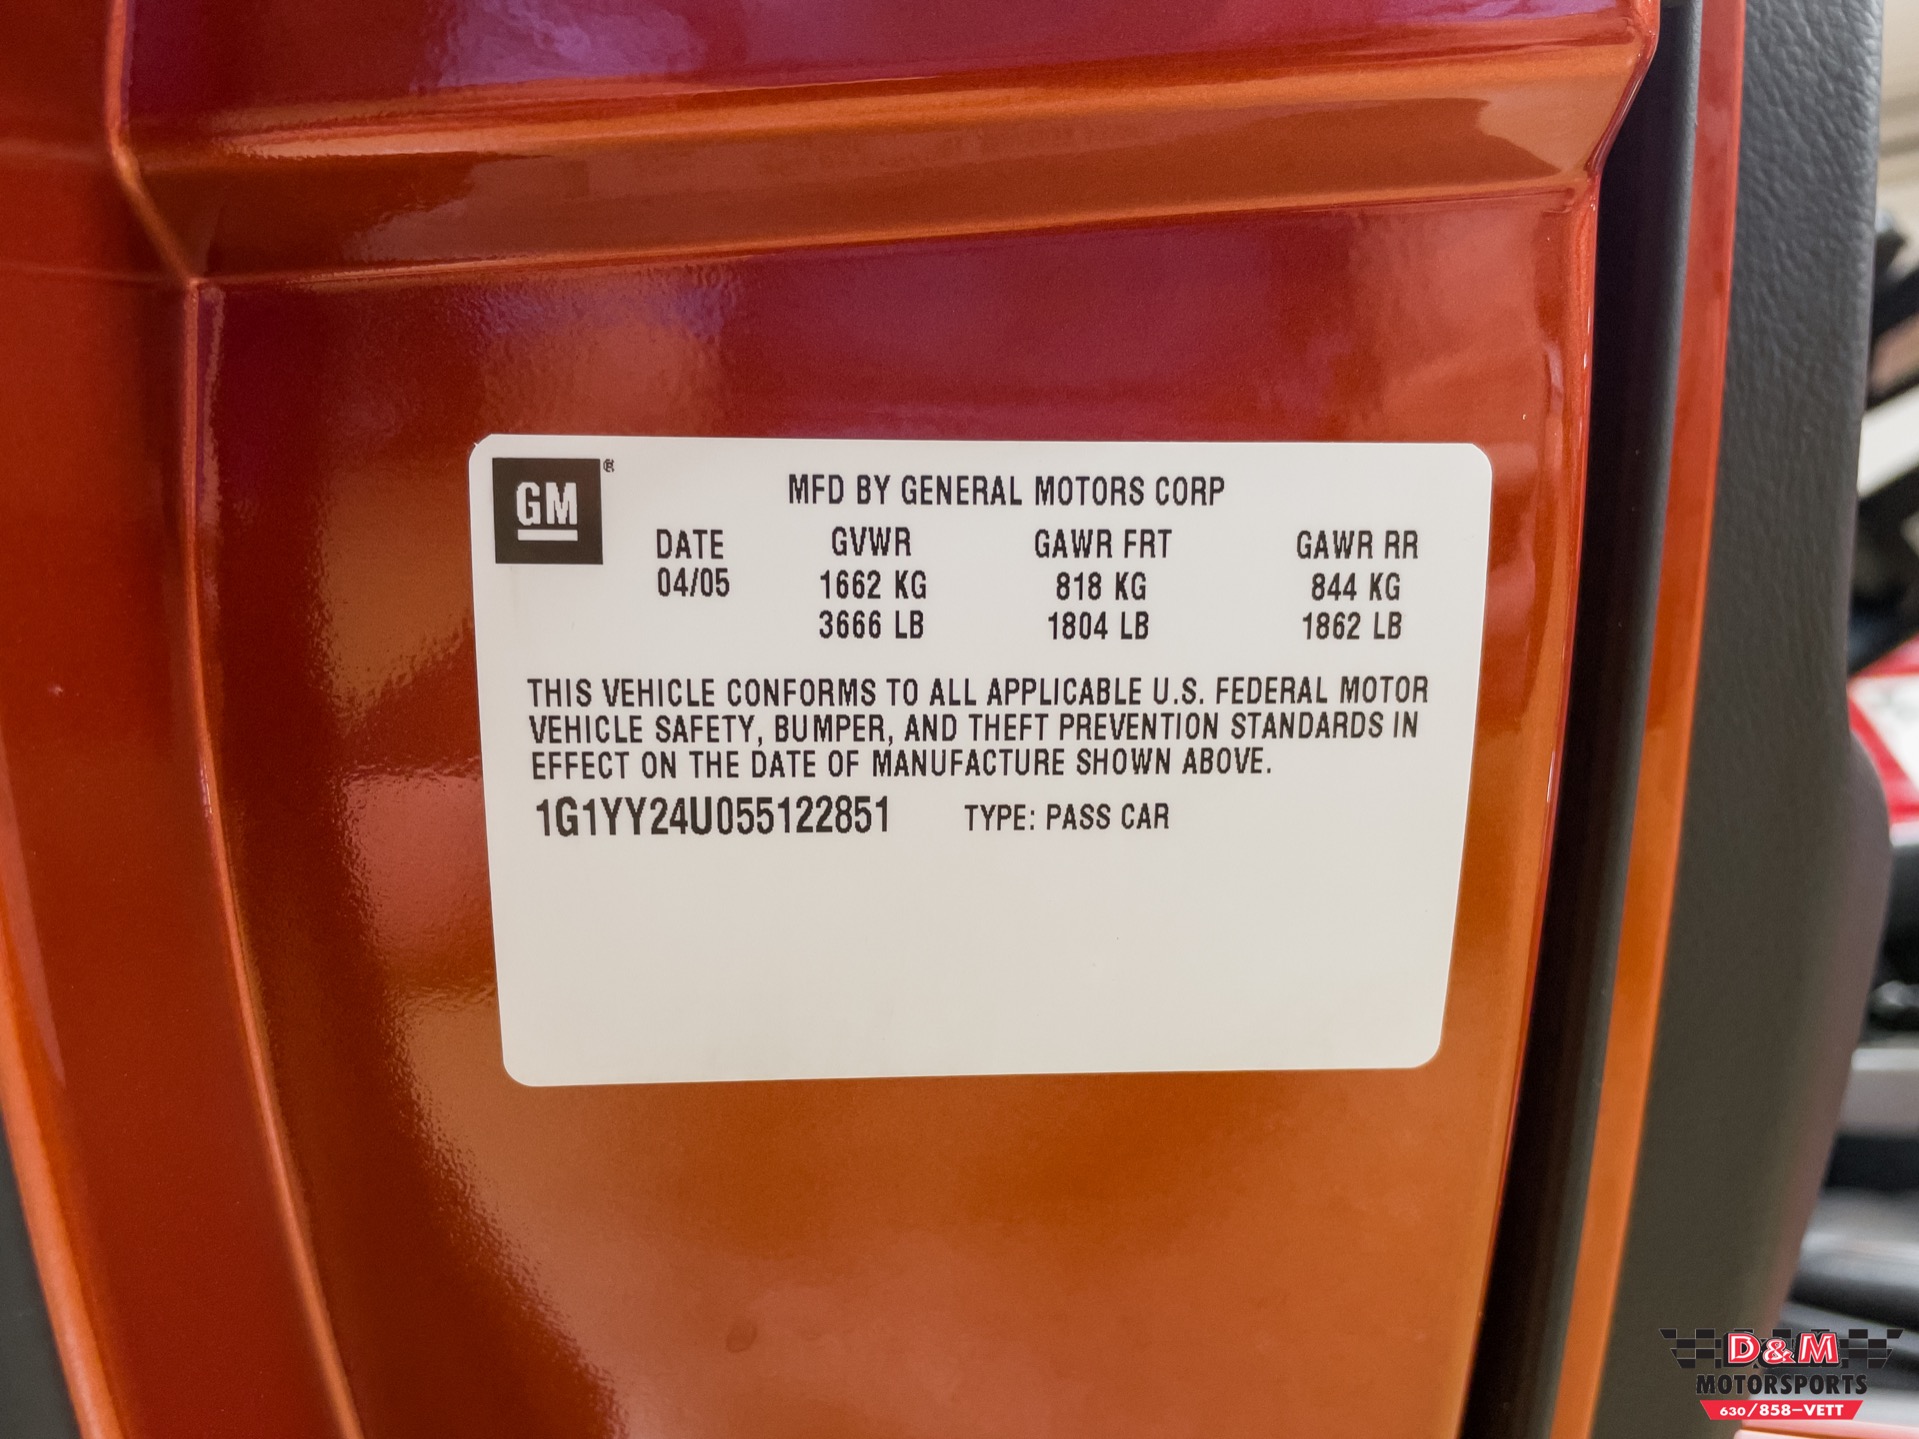 GM ®
MFD BY GENERAL MOTORS CORP
DATE GVWR GAWR FRT GAWR RR
04/05 1662 KG 818 KG 844 KG
3666 LB 1804 LB 1862 LB
THIS VEHICLE CONFORMS TO ALL APPLICABLE U.S. FEDERAL MOTOR
VEHICLE SAFETY, BUMPER, AND THEFT PREVENTION STANDARDS IN
EFFECT ON THE DATE OF MANUFACTURE SHOWN ABOVE.
1G1YY24U055122851 TYPE: PASS CAR
D&M
MOTORSPORTS
630/858-VETT